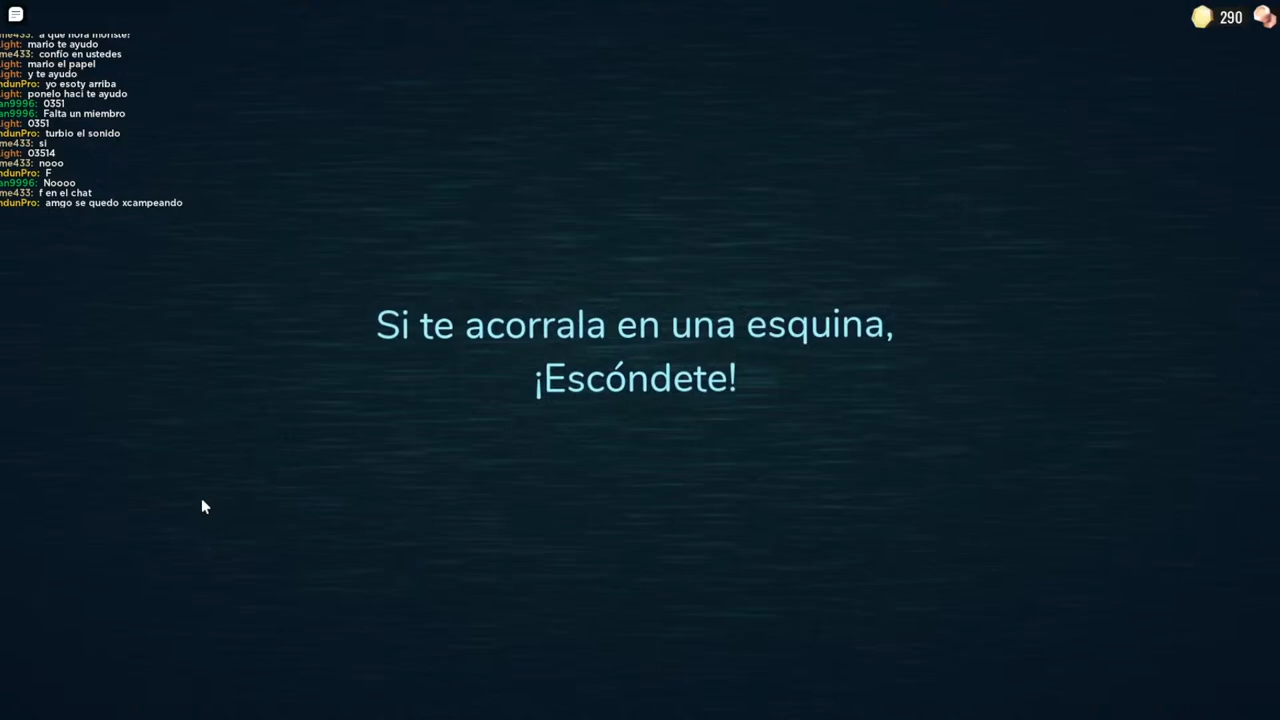 290
me433: a que hora moriste?
ight: mario te ayudo
me433: confío en ustedes
ight: mario el papel
ight: y te ayudo
ndunPro: yo esoty arriba
ight: ponelo haci te ayudo
an9996: 0351
an9996: Falta un miembro
ight: 0351
ndunPro: turbio el sonido
me433: si
ight: 03514
me433: nooo
ndunPro: F
an9996: Noooo
me433: f en el chat
ndunPro: amgo se quedo xcampeando
Si te acorrala en una esquina,
¡Escóndete!